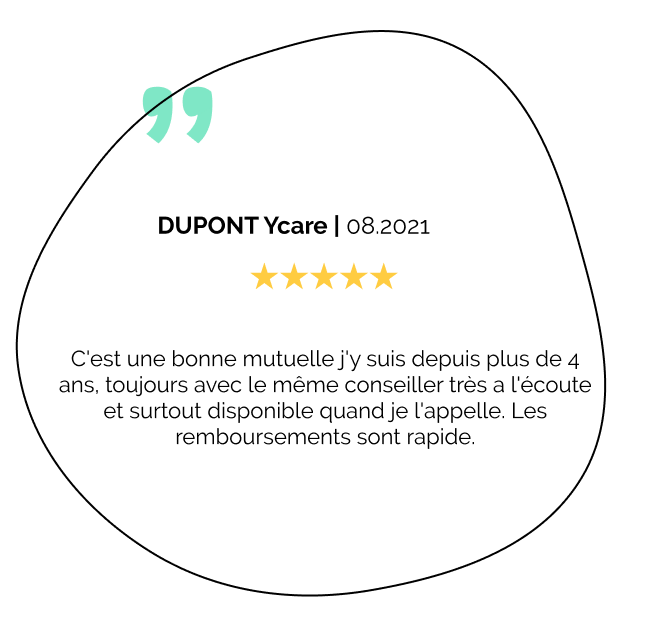 DUPONT Ycare | 08.2021
C'est une bonne mutuelle j'y suis depuis plus de 4
ans, toujours avec le même conseiller très a l'écoute
et surtout disponible quand je l'appelle. Les
remboursements sont rapide.